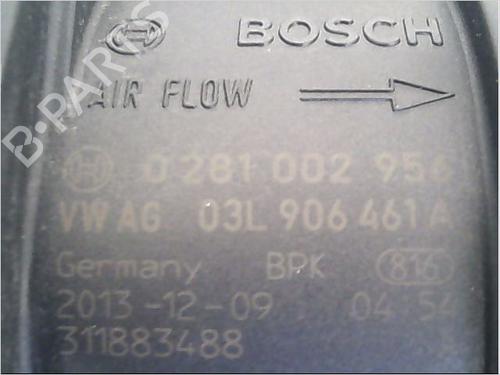 BOSCH
AIR FLOW
0 281 002 956
VW AG 03L 906 461 A
Germany BPK 816
2013-12-09 04 54
311883488
B-PARTS